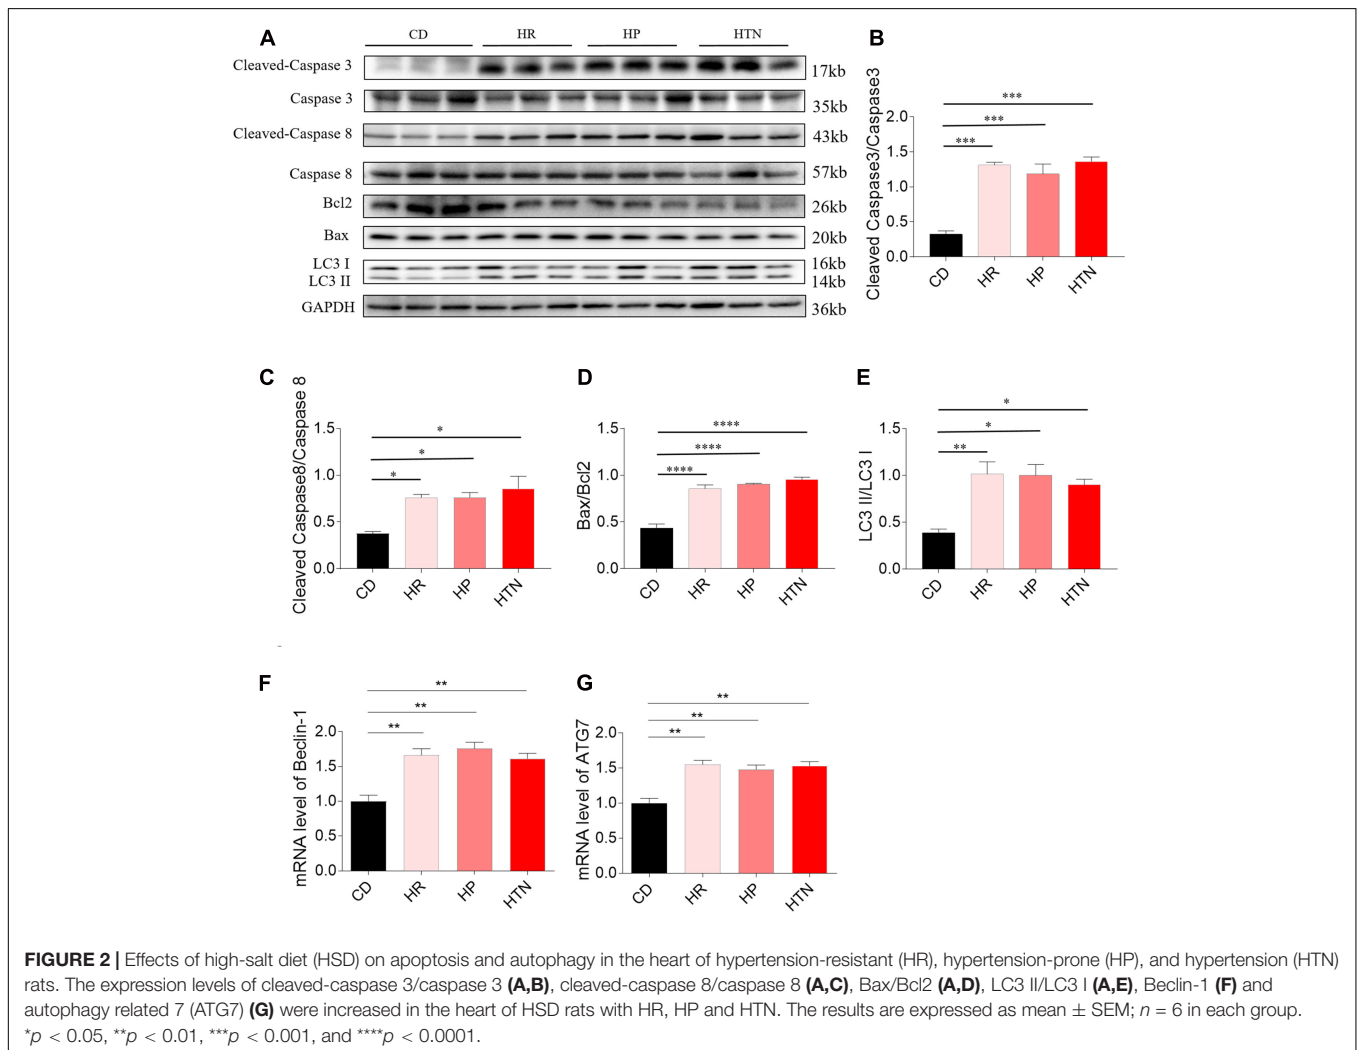 A
CD HR HP HTN
Cleaved-Caspase 3 17kb
Caspase 3 35kb
Cleaved-Caspase 8 43kb
Caspase 8 57kb
Bcl2 26kb
Bax 20kb
LC3 I 16kb
LC3 II 14kb
GAPDH 36kb
B
Cleaved Caspase3/Caspase3
2.0
1.5
1.0
0.5
0.0
***
***
***
CD HR HP HTN
C
Cleaved Caspase8/Caspase 8
1.5
1.0
0.5
0.0
*
*
*
CD HR HP HTN
D
Bax/Bcl2
1.5
1.0
0.5
0.0
****
****
****
CD HR HP HTN
E
LC3 II/LC3 I
1.5
1.0
0.5
0.0
*
*
**
CD HR HP HTN
F
mRNA level of Beclin-1
2.0
1.5
1.0
0.5
0.0
**
**
**
CD HR HP HTN
G
mRNA level of ATG7
2.0
1.5
1.0
0.5
0.0
**
**
**
CD HR HP HTN
FIGURE 2 | Effects of high-salt diet (HSD) on apoptosis and autophagy in the heart of hypertension-resistant (HR), hypertension-prone (HP), and hypertension (HTN)
rats. The expression levels of cleaved-caspase 3/caspase 3 (A,B), cleaved-caspase 8/caspase 8 (A,C), Bax/Bcl2 (A,D), LC3 II/LC3 I (A,E), Beclin-1 (F) and
autophagy related 7 (ATG7) (G) were increased in the heart of HSD rats with HR, HP and HTN. The results are expressed as mean ± SEM; n = 6 in each group.
*p < 0.05, **p < 0.01, ***p < 0.001, and ****p < 0.0001.